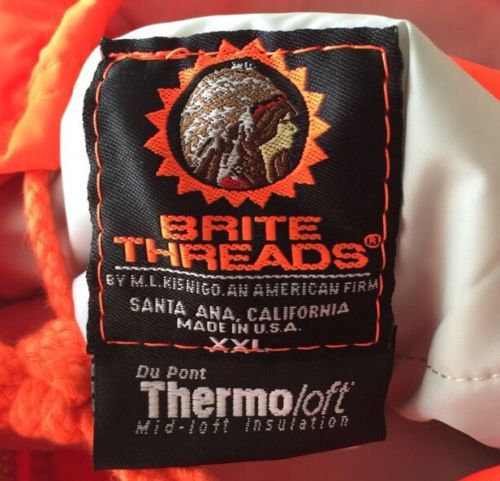 BRITE
THREADS®
BY M.L. KISNIGO. AN AMERICAN FIRM
SANTA ANA, CALIFORNIA
MADE IN U.S.A.
XXL
Du Pont
Thermoloft®
Mid-loft insulation